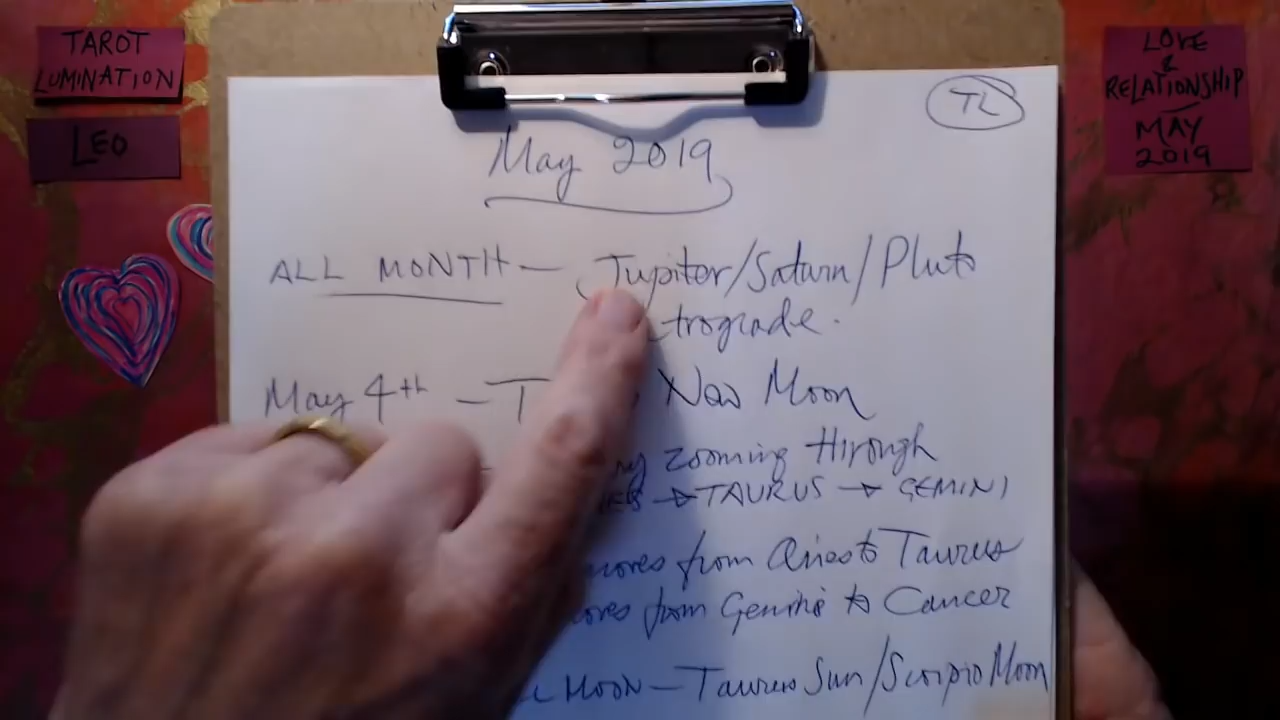 TAROT
LUMINATION
LEO
LOVE
&
RELATIONSHIP
MAY
2019
TL
May 2019
ALL MONTH - Jupiter/Saturn/Pluto
trograde.
May 4th - T New Moon
zooming through
→ TAURUS → GEMINI
moves from Aries to Taurus
from Gemini to Cancer
Moon - Taurus Sun/Scorpio Moon